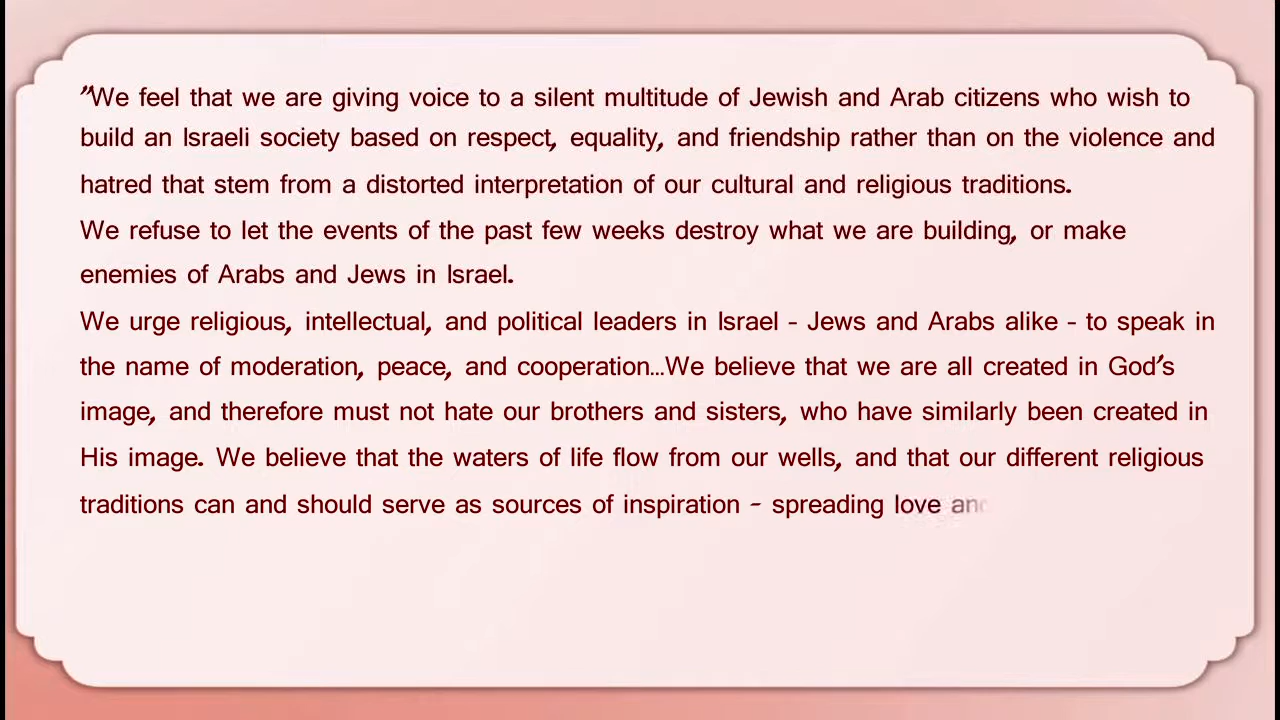 "We feel that we are giving voice to a silent multitude of Jewish and Arab citizens who wish to
build an Israeli society based on respect, equality, and friendship rather than on the violence and
hatred that stem from a distorted interpretation of our cultural and religious traditions.
We refuse to let the events of the past few weeks destroy what we are building, or make
enemies of Arabs and Jews in Israel.
We urge religious, intellectual, and political leaders in Israel - Jews and Arabs alike - to speak in
the name of moderation, peace, and cooperation...We believe that we are all created in God's
image, and therefore must not hate our brothers and sisters, who have similarly been created in
His image. We believe that the waters of life flow from our wells, and that our different religious
traditions can and should serve as sources of inspiration - spreading love and